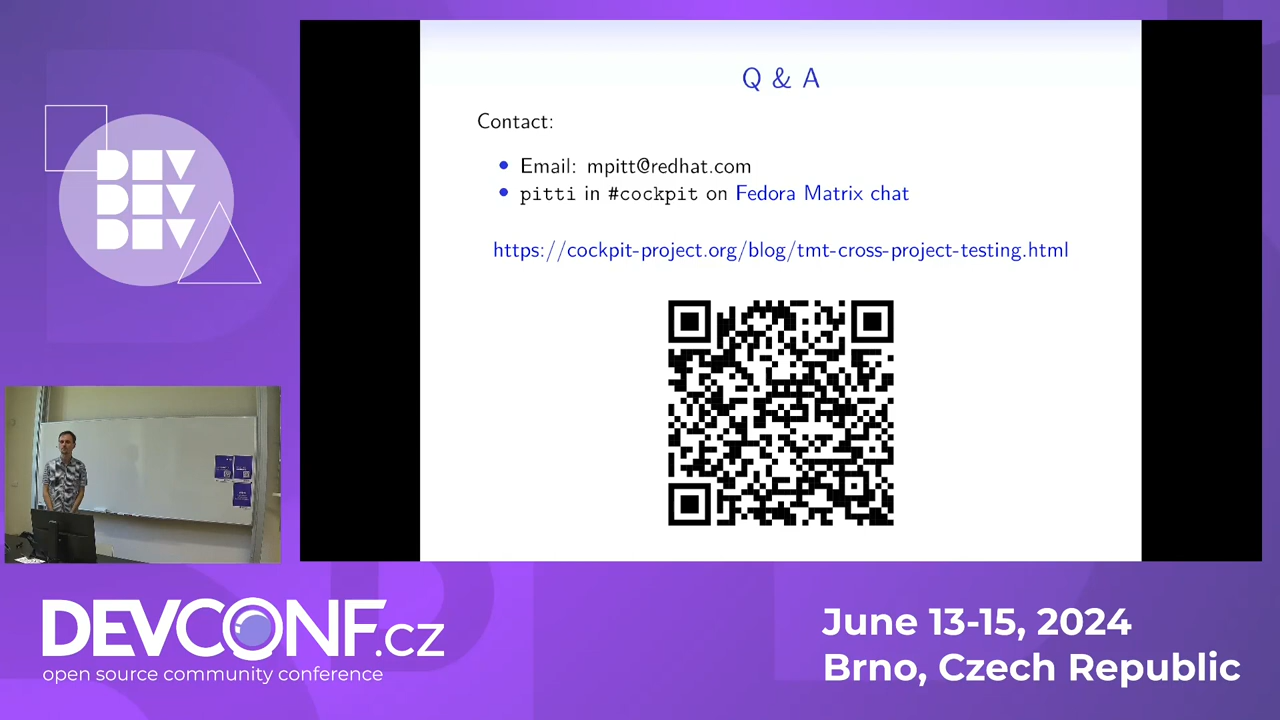 DEV
DEV
DEV
Q & A
Contact:
Email: mpitt@redhat.com
pitti in #cockpit on Fedora Matrix chat
https://cockpit-project.org/blog/tmt-cross-project-testing.html
DEVCONF.cz
open source community conference
June 13-15, 2024
Brno, Czech Republic